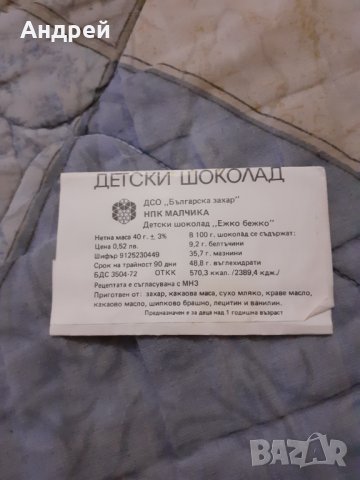 Андрей
ДЕТСКИ ШОКОЛАД
ДСО „Българска захар"
НПК МАЛЧИКА
Детски шоколад „Ежко бежко"
Нетна маса 40 г. ± 3% В 100 г. шоколад се съдържат:
Цена 0,52 лв. 9,2 г. белтъчини
Шифър 9125230449 35,7 г. мазнини
Срок на трайност 90 дни 48,8 г. въглехидрати
БДС 3504-72 ОТКК 570,3 ккал. /2389,4 кдж./
Рецептата е съгласувана с МНЗ
Приготвен от: захар, какаова маса, сухо мляко, краве масло,
какаово масло, шипково брашно, лецитин и ванилин.
Предназначен е за деца над 1 годишна възраст
BAZAR